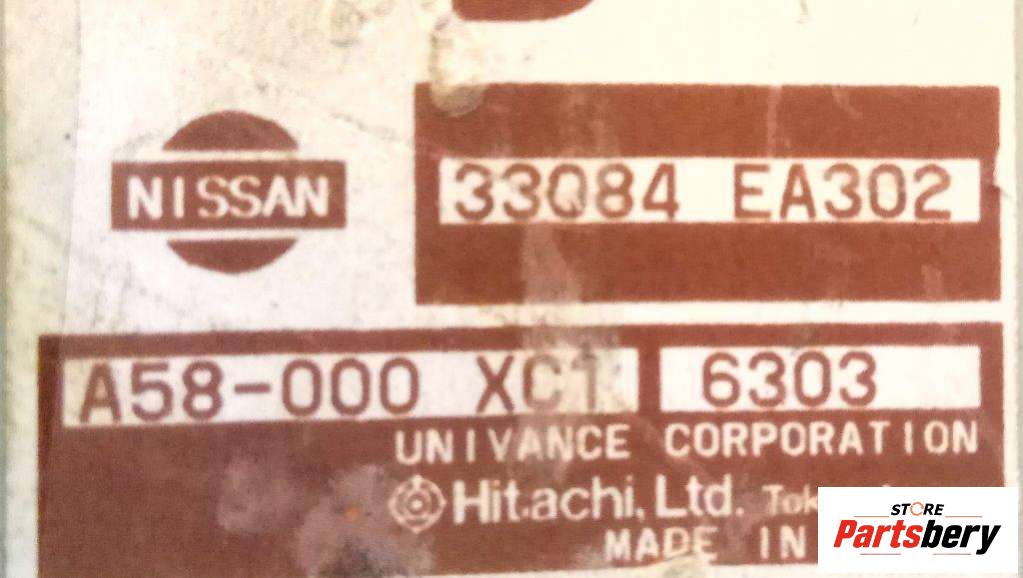 NISSAN
33084 EA302
A58-000 XC1 6303
UNIVANCE CORPORATION
Hitachi, Ltd.
MADE IN
STORE
Partsbery